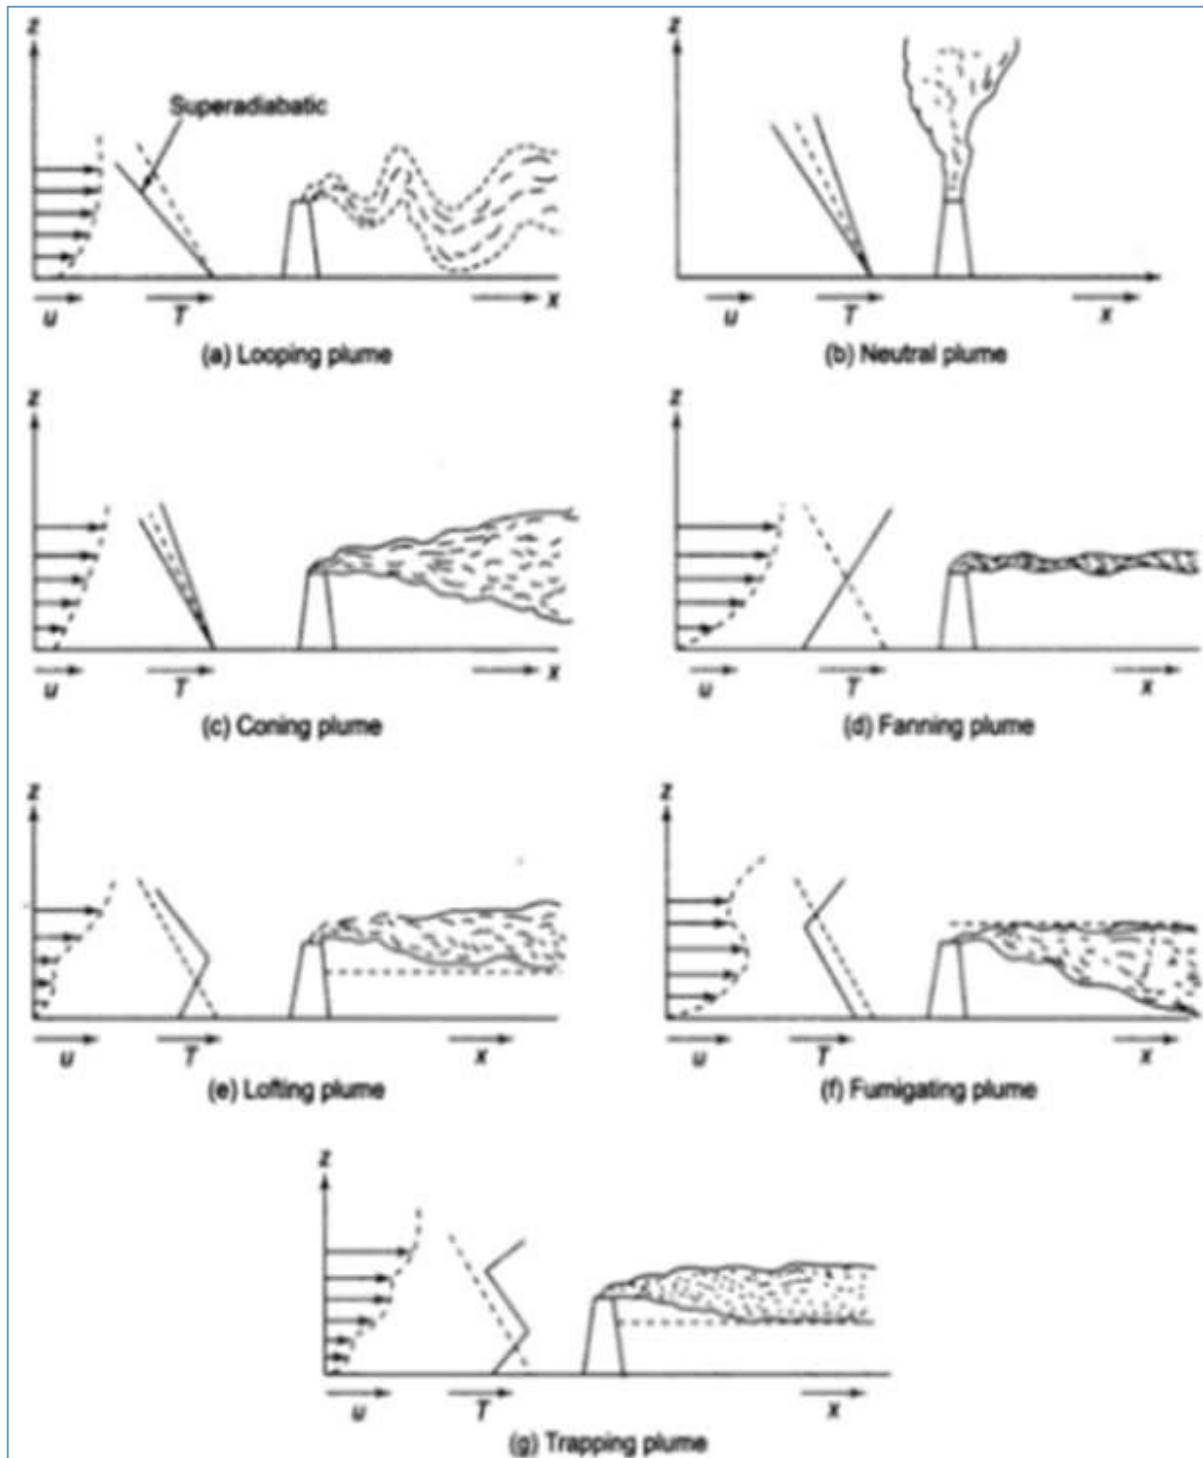 z
z
Superadiabatic
u T x
u T x
(a) Looping plume
(b) Neutral plume
z
z
u T x
u T x
(c) Coning plume
(d) Fanning plume
z
z
u T x
u T x
(e) Lofting plume
(f) Fumigating plume
z
u T x
(g) Trapping plume